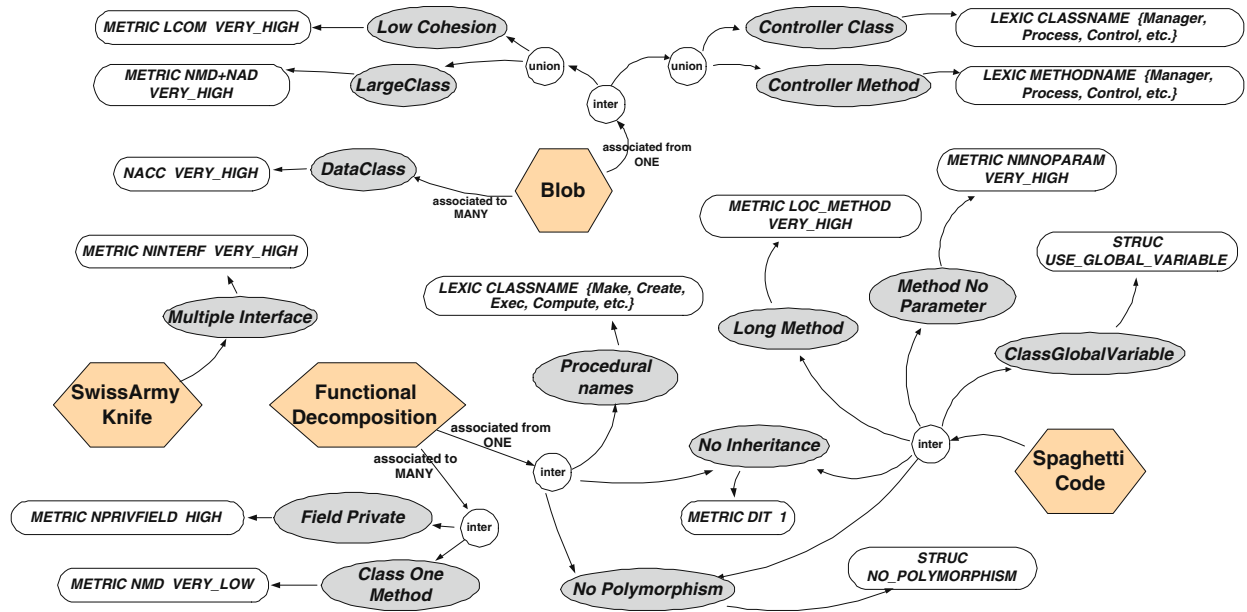 METRIC LCOM VERY_HIGH
Low Cohesion
METRIC NMD+NAD
VERY_HIGH
LargeClass
union
inter
union
Controller Class
LEXIC CLASSNAME {Manager,
Process, Control, etc.}
Controller Method
LEXIC METHODNAME {Manager,
Process, Control, etc.}
associated from
ONE
NACC VERY_HIGH
DataClass
associated to
MANY
Blob
METRIC NMNOPARAM
VERY_HIGH
METRIC LOC_METHOD
VERY_HIGH
METRIC NINTERF VERY_HIGH
STRUC
USE_GLOBAL_VARIABLE
LEXIC CLASSNAME {Make, Create,
Exec, Compute, etc.}
Multiple Interface
Long Method
Method No
Parameter
ClassGlobalVariable
SwissArmy
Knife
Functional
Decomposition
Procedural
names
associated from
ONE
associated to
MANY
inter
No Inheritance
inter
Spaghetti
Code
METRIC NPRIVFIELD HIGH
Field Private
inter
METRIC DIT 1
METRIC NMD VERY_LOW
Class One
Method
No Polymorphism
STRUC
NO_POLYMORPHISM